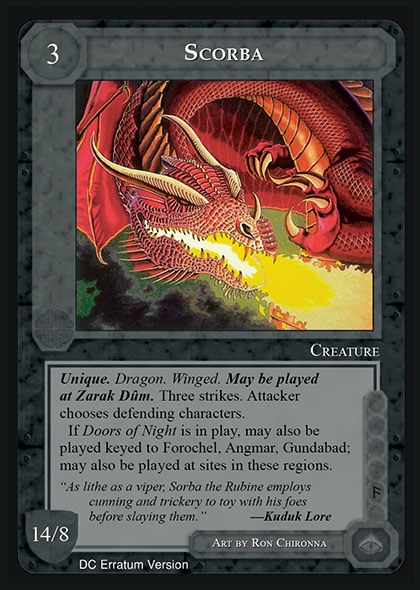 3
SCORBA
CREATURE
Unique. Dragon. Winged. May be played
at Zarak Dûm. Three strikes. Attacker
chooses defending characters.
If Doors of Night is in play, may also be
played keyed to Forochel, Angmar, Gundabad;
may also be played at sites in these regions.
“As lithe as a viper, Sorba the Rubine employs
cunning and trickery to toy with his foes
before slaying them.” —Kuduk Lore
14/8
ART BY RON CHIRONNA
DC Erratum Version